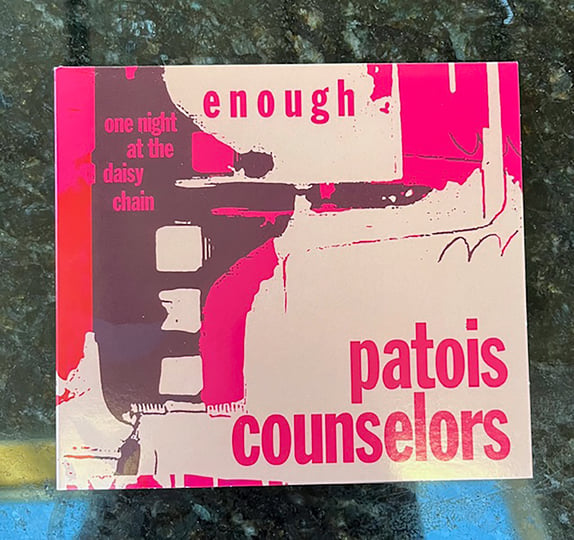 enough
one night
at the
daisy
chain
patois
counselors